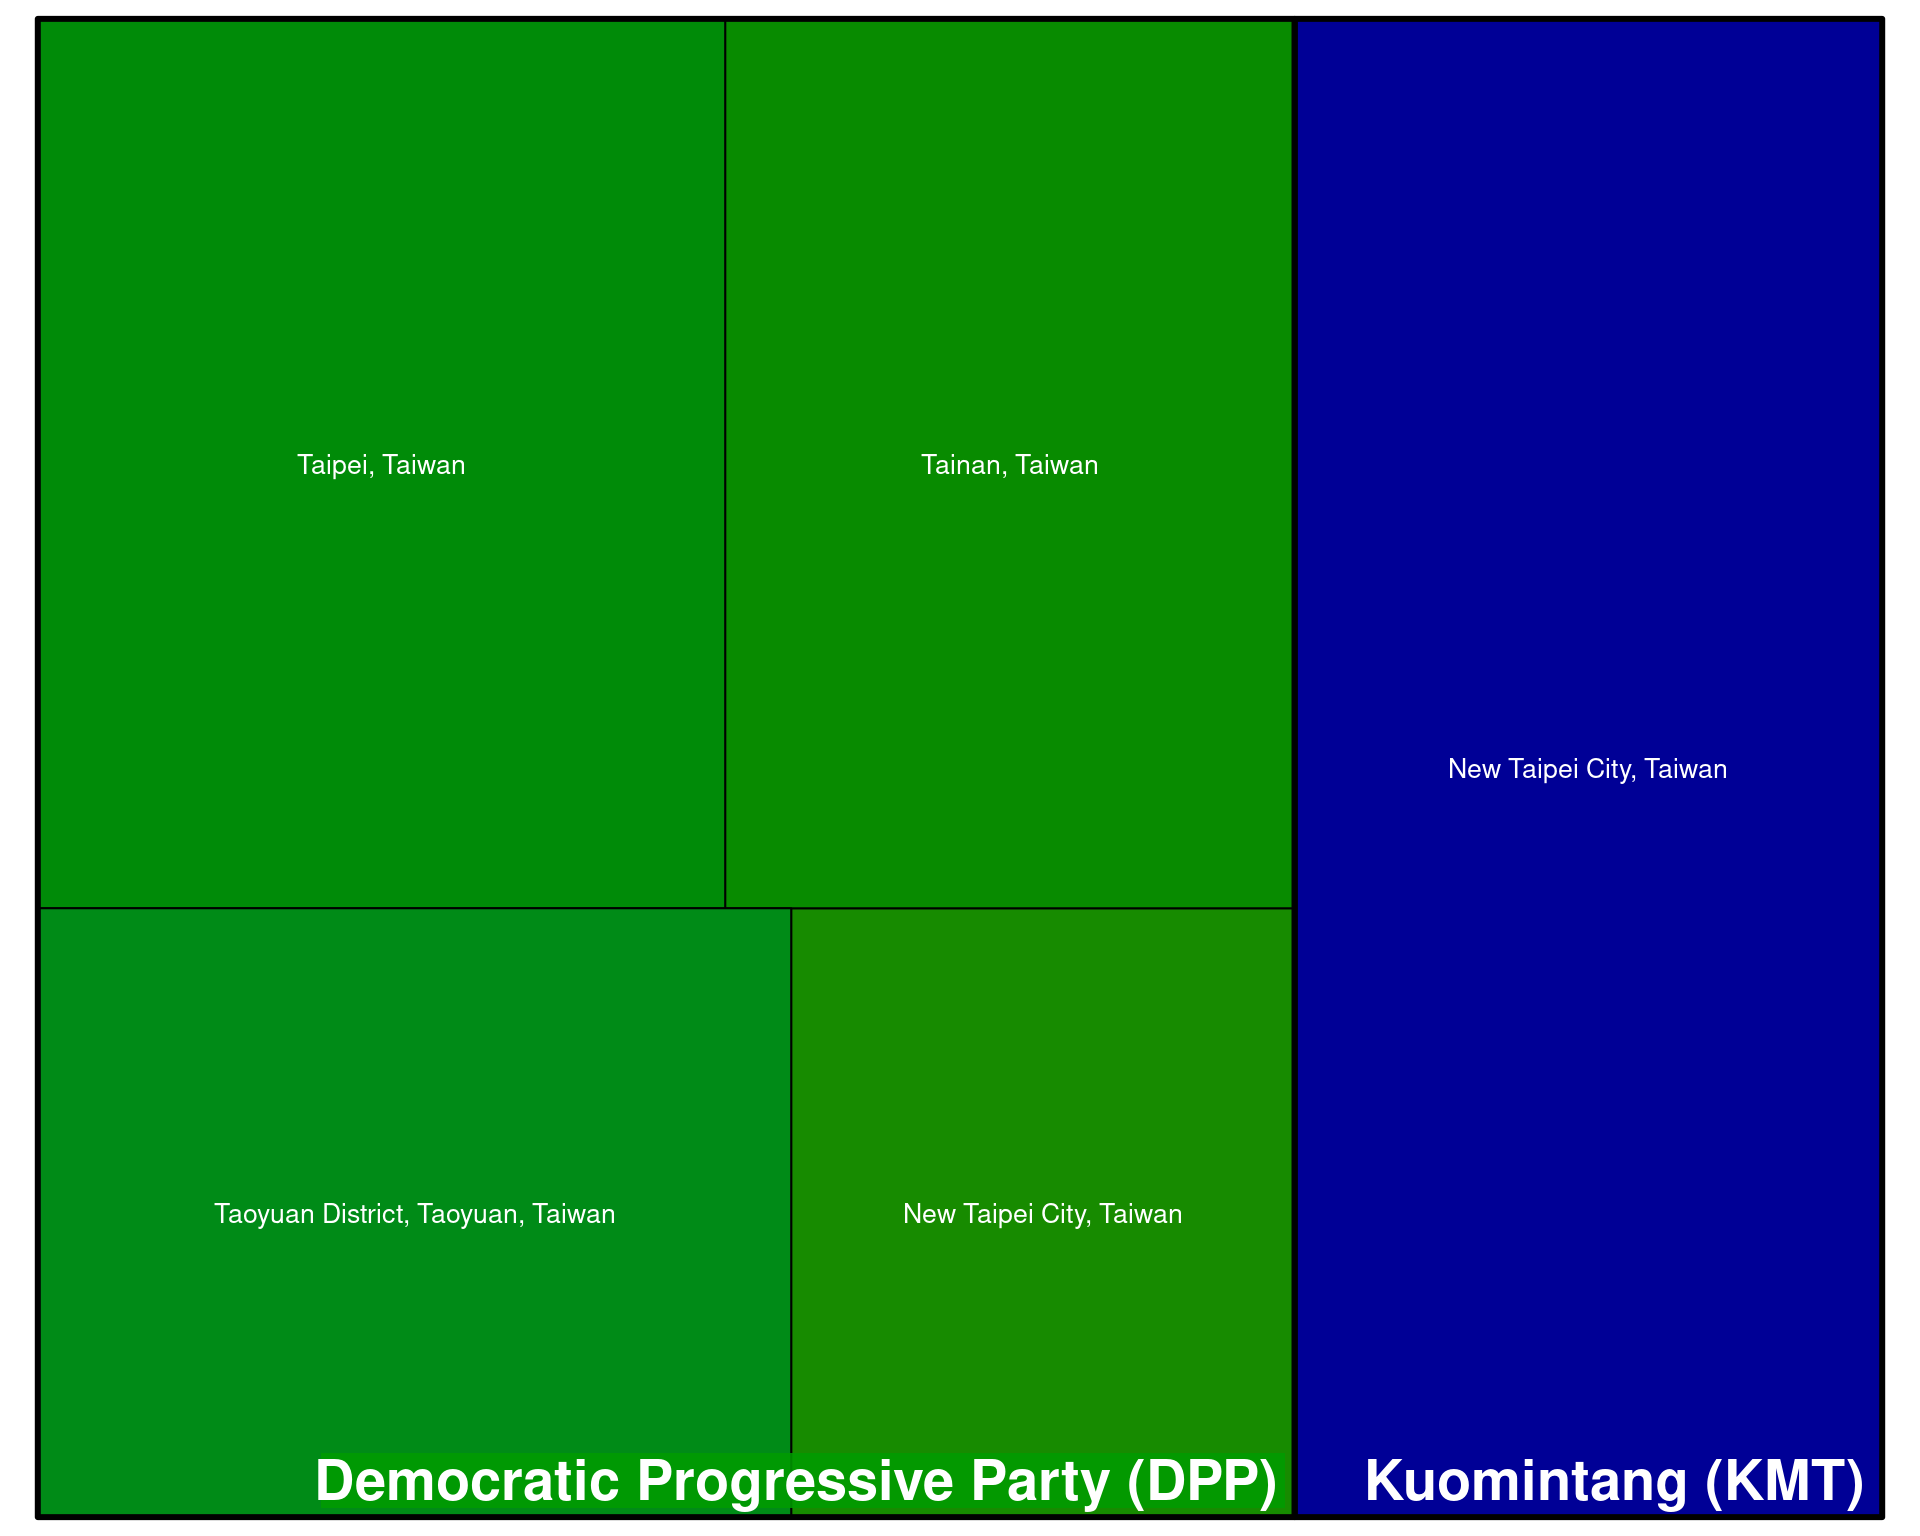 Taipei, Taiwan
Tainan, Taiwan
New Taipei City, Taiwan
Taoyuan District, Taoyuan, Taiwan
New Taipei City, Taiwan
Democratic Progressive Party (DPP)
Kuomintang (KMT)